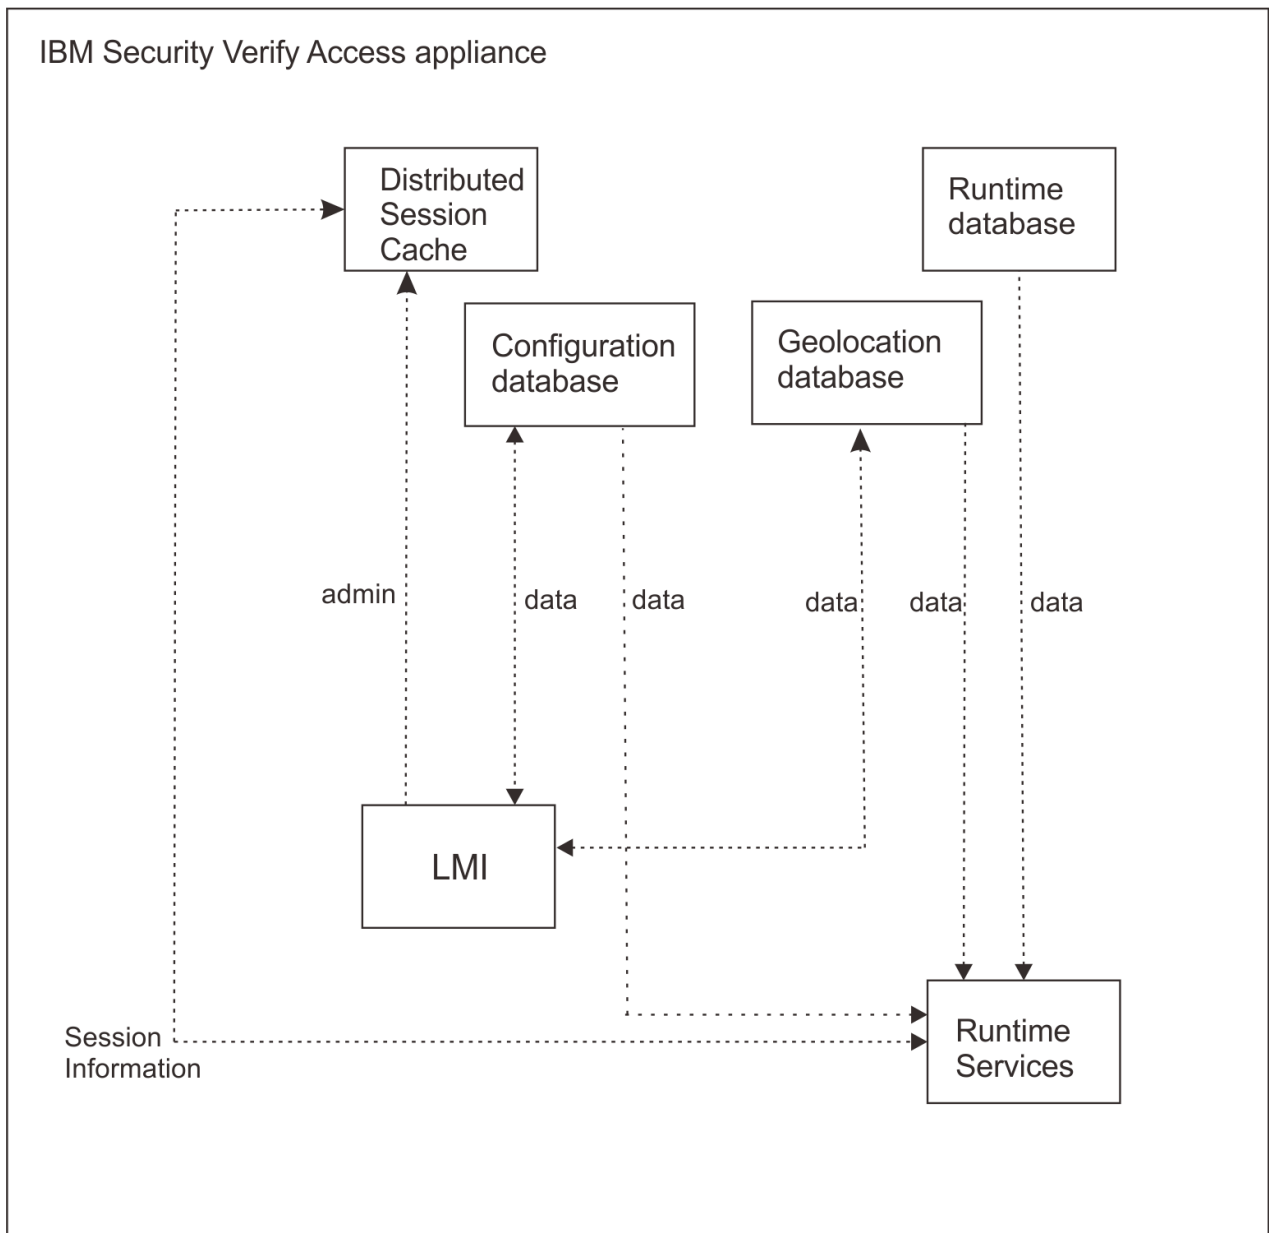 IBM Security Verify Access appliance
Distributed
Session
Cache
Runtime
database
Configuration
database
Geolocation
database
admin
data
data
data
data
data
LMI
Session
Information
Runtime
Services